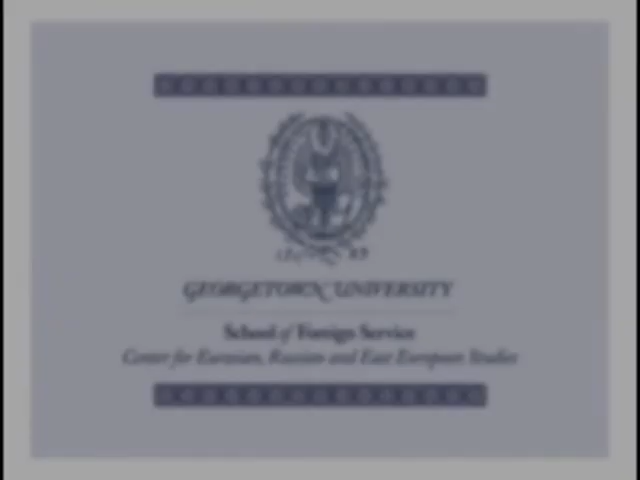 GEORGETOWN UNIVERSITY
School of Foreign Service
Center for Eurasian, Russian and East European Studies